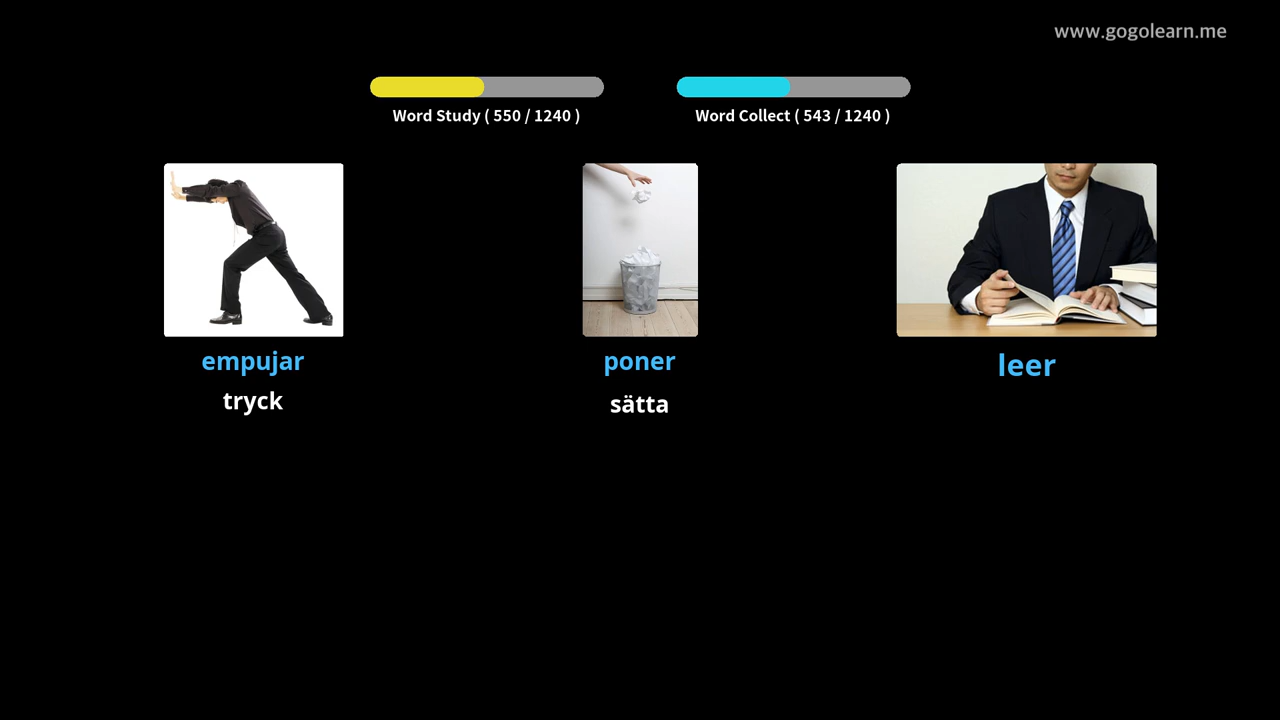 www.gogolearn.me
Word Study ( 550 / 1240 )
Word Collect ( 543 / 1240 )
empujar
tryck
poner
sätta
leer